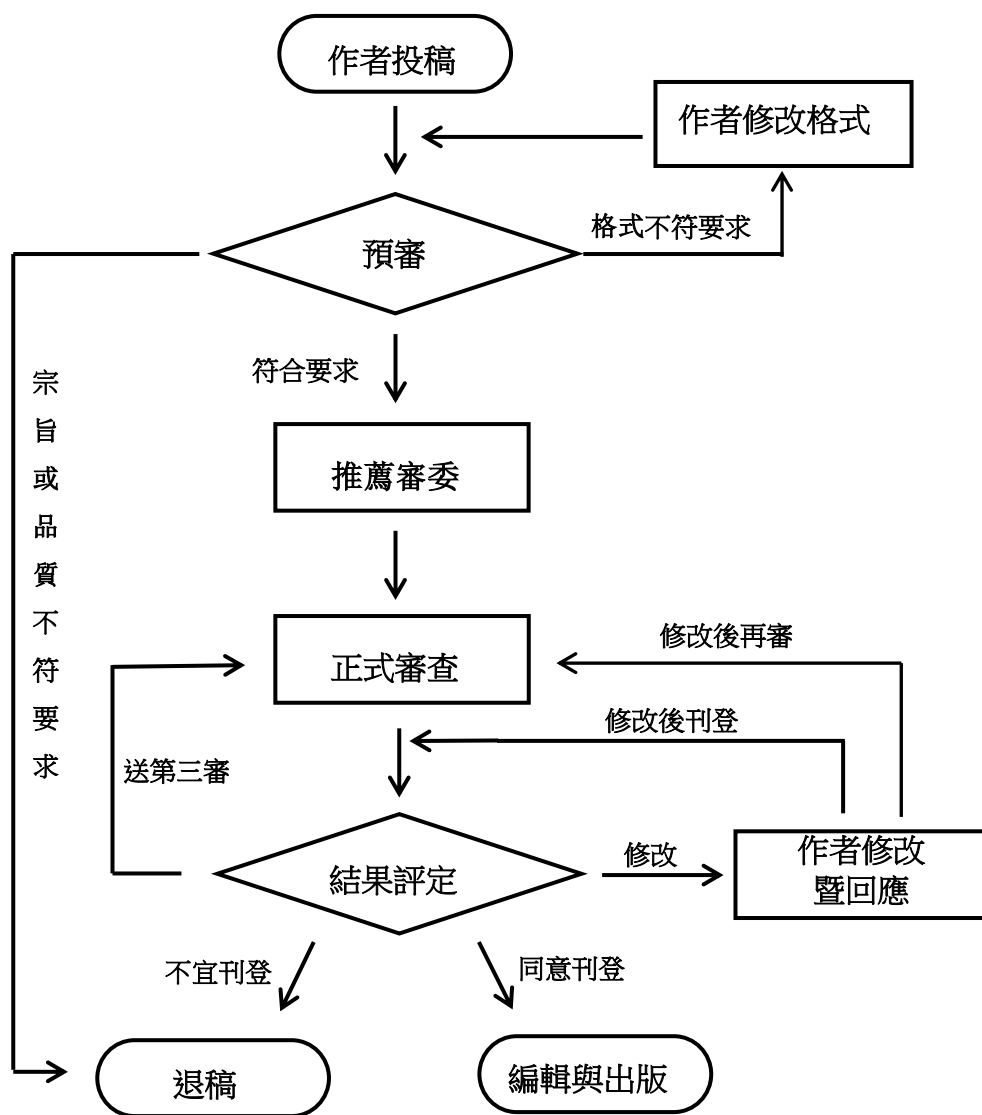 作者投稿
作者修改格式
格式不符要求
預審
符合要求
宗旨或品質不符要求
推薦審委
修改後再審
正式審查
修改後刊登
送第三審
修改
作者修改
暨回應
結果評定
不宜刊登
同意刊登
退稿
編輯與出版